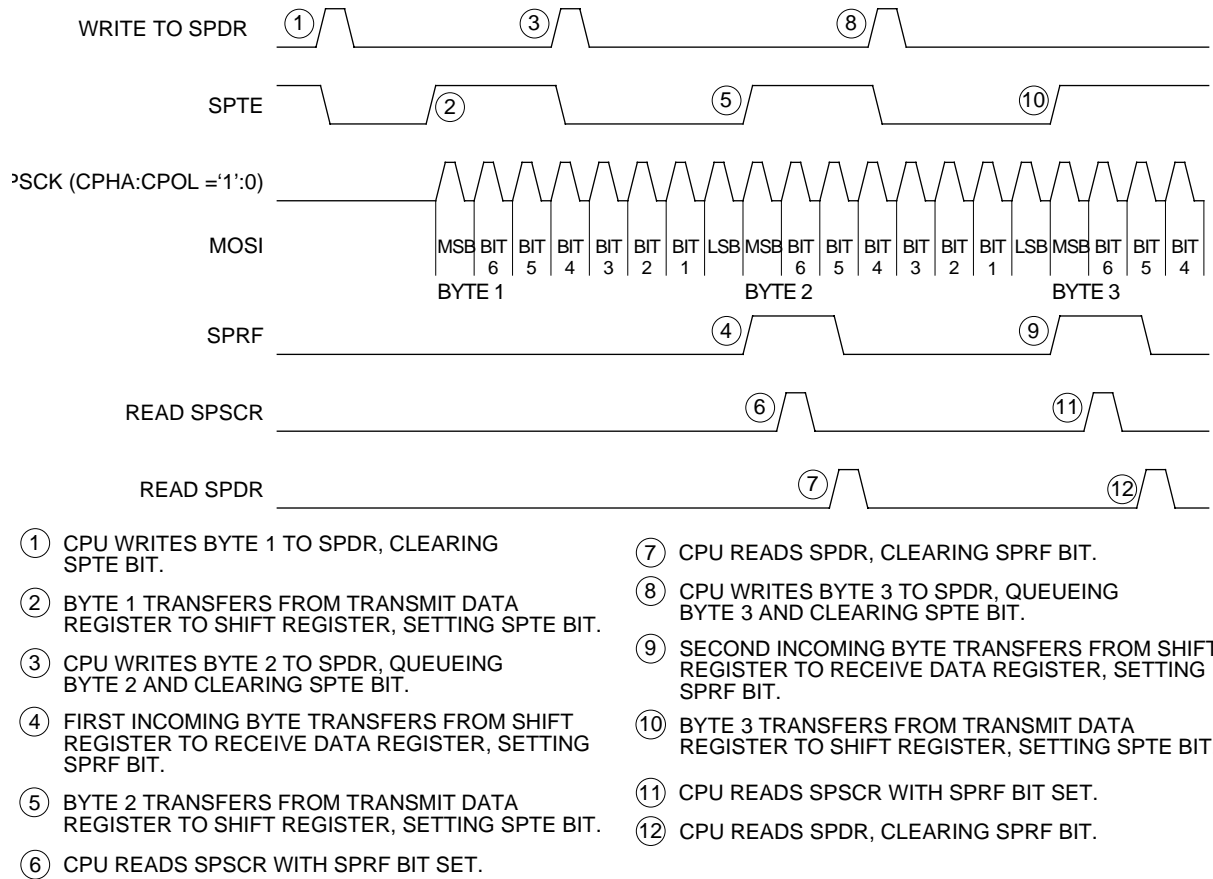 1
3
8
WRITE TO SPDR
SPTE
2
5
10
PSCK (CPHA:CPOL ='1':0)
MOSI
MSB BIT 6 BIT 5 BIT 4 BIT 3 BIT 2 BIT 1 LSB MSB BIT 6 BIT 5 BIT 4 BIT 3 BIT 2 BIT 1 LSB MSB BIT 6 BIT 5 BIT 4
BYTE 1 BYTE 2 BYTE 3
SPRF
4
9
READ SPSCR
6
11
READ SPDR
7
12
1 CPU WRITES BYTE 1 TO SPDR, CLEARING
SPTE BIT.
2 BYTE 1 TRANSFERS FROM TRANSMIT DATA
REGISTER TO SHIFT REGISTER, SETTING SPTE BIT.
3 CPU WRITES BYTE 2 TO SPDR, QUEUEING
BYTE 2 AND CLEARING SPTE BIT.
4 FIRST INCOMING BYTE TRANSFERS FROM SHIFT
REGISTER TO RECEIVE DATA REGISTER, SETTING
SPRF BIT.
5 BYTE 2 TRANSFERS FROM TRANSMIT DATA
REGISTER TO SHIFT REGISTER, SETTING SPTE BIT.
6 CPU READS SPSCR WITH SPRF BIT SET.
7 CPU READS SPDR, CLEARING SPRF BIT.
8 CPU WRITES BYTE 3 TO SPDR, QUEUEING
BYTE 3 AND CLEARING SPTE BIT.
9 SECOND INCOMING BYTE TRANSFERS FROM SHIFT
REGISTER TO RECEIVE DATA REGISTER, SETTING
SPRF BIT.
10 BYTE 3 TRANSFERS FROM TRANSMIT DATA
REGISTER TO SHIFT REGISTER, SETTING SPTE BIT
11 CPU READS SPSCR WITH SPRF BIT SET.
12 CPU READS SPDR, CLEARING SPRF BIT.